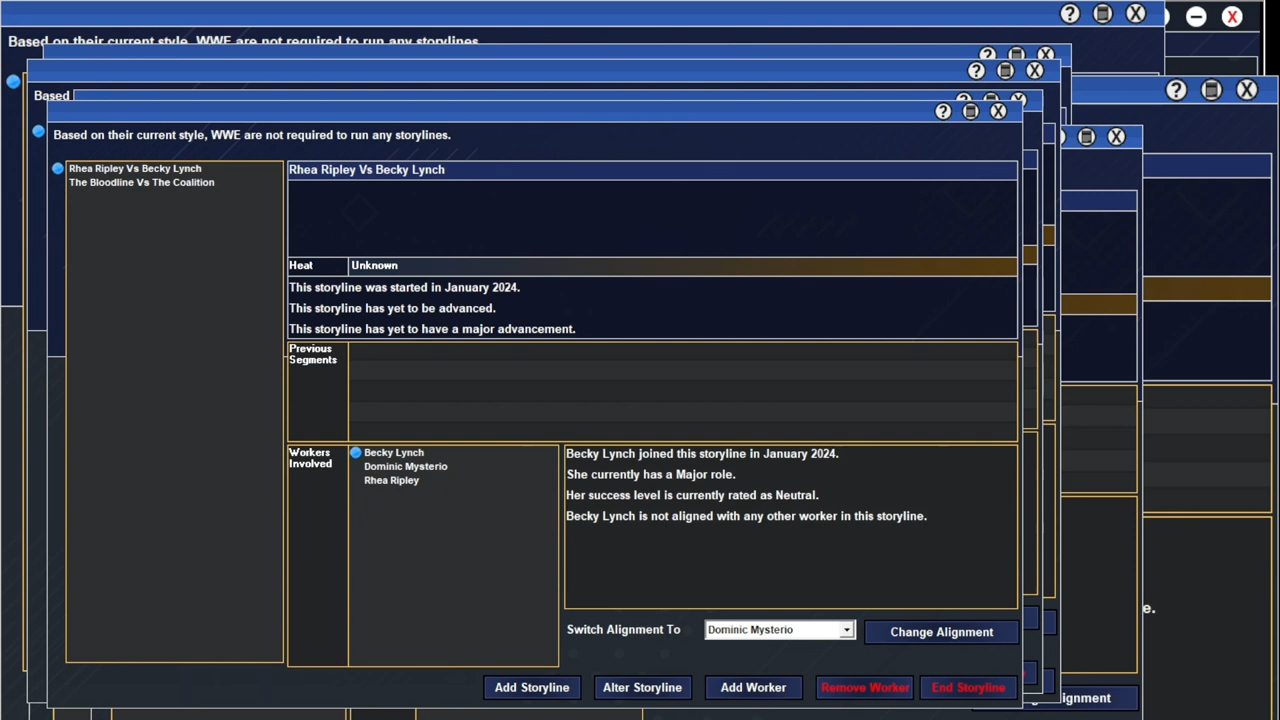 Based on their current style, WWE are not required to run any storylines
Based
Based on their current style, WWE are not required to run any storylines.
Rhea Ripley Vs Becky Lynch
The Bloodline Vs The Coalition
Rhea Ripley Vs Becky Lynch
Heat Unknown
This storyline was started in January 2024.
This storyline has yet to be advanced.
This storyline has yet to have a major advancement.
Previous
Segments
Workers
Involved
Becky Lynch
Dominic Mysterio
Rhea Ripley
Becky Lynch joined this storyline in January 2024.
She currently has a Major role.
Her success level is currently rated as Neutral.
Becky Lynch is not aligned with any other worker in this storyline.
e.
Switch Alignment To Dominic Mysterio Change Alignment
Add Storyline Alter Storyline Add Worker Remove Worker End Storyline
ignment